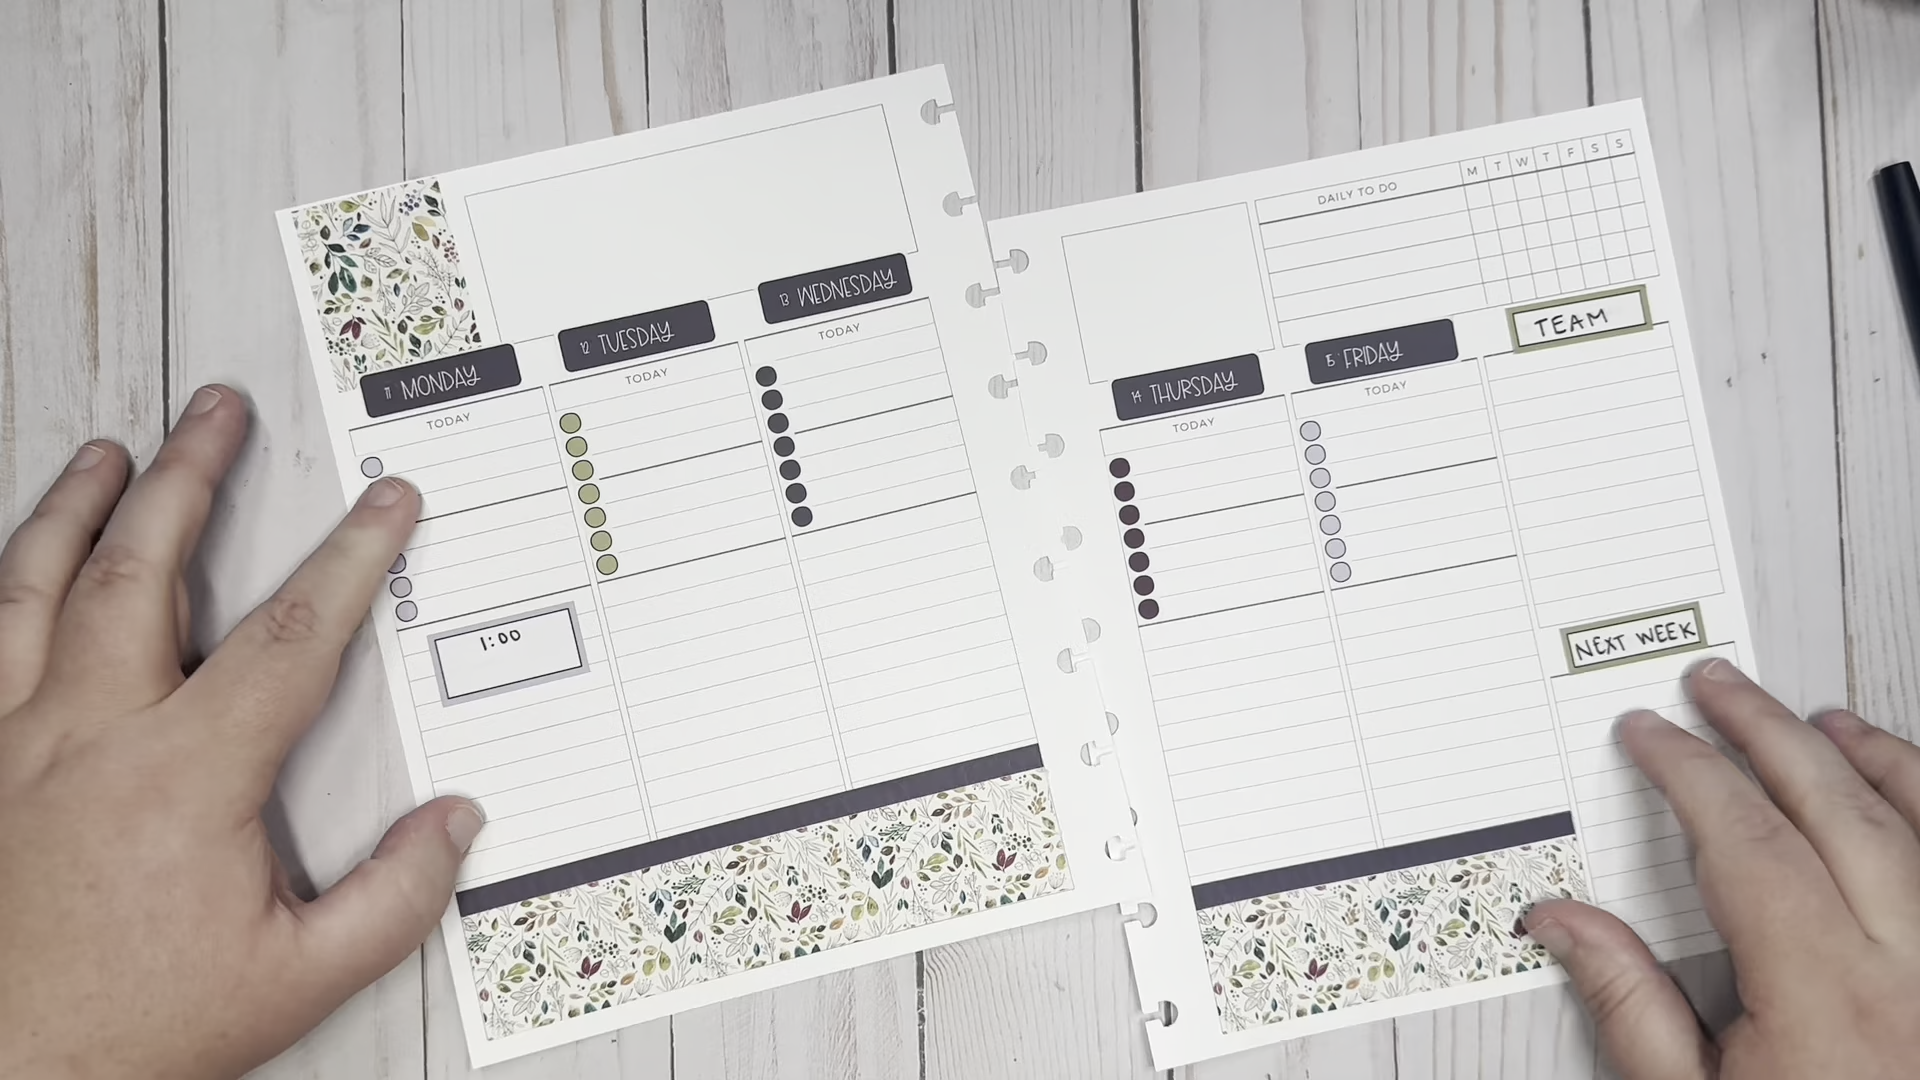 11 MONDAY
TODAY
1:00
12 TUESDAY
TODAY
13 WEDNESDAY
TODAY
DAILY TO DO M T W T F S S
14 THURSDAY
TODAY
15 FRIDAY
TODAY
TEAM
NEXT WEEK